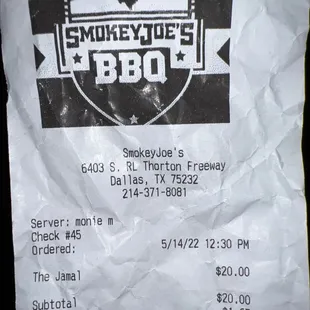 SMOKEYJOE'S
BBQ
SmokeyJoe's
6403 S. RL Thorton Freeway
Dallas, TX 75232
214-371-8081
Server: monie m
Check #45
Ordered: 5/14/22 12:30 PM
The Jamal $20.00
Subtotal $20.00